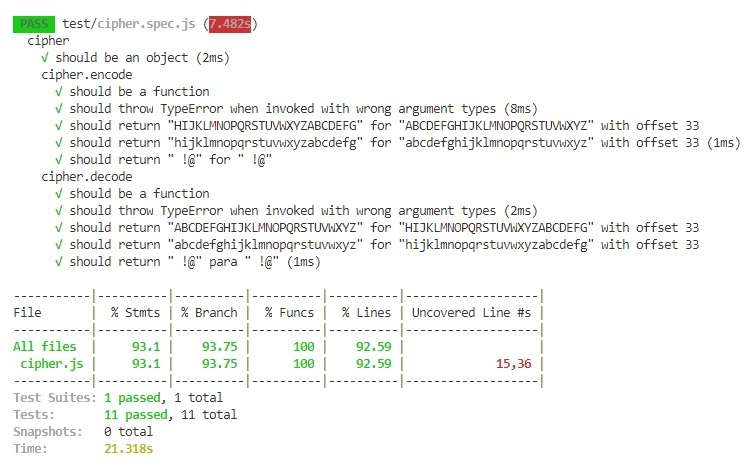 PASS test/cipher.spec.js (7.482s)
  cipher
    √ should be an object (2ms)
    cipher.encode
      √ should be a function
      √ should throw TypeError when invoked with wrong argument types (8ms)
      √ should return "HIJKLMNOPQRSTUVWXYZABCDEFG" for "ABCDEFGHIJKLMNOPQRSTUVWXYZ" with offset 33
      √ should return "hijklmnopqrstuvwxyzabcdefg" for "abcdefghijklmnopqrstuvwxyz" with offset 33 (1ms)
      √ should return " !@" for " !@"
    cipher.decode
      √ should be a function
      √ should throw TypeError when invoked with wrong argument types (2ms)
      √ should return "ABCDEFGHIJKLMNOPQRSTUVWXYZ" for "HIJKLMNOPQRSTUVWXYZABCDEFG" with offset 33
      √ should return "abcdefghijklmnopqrstuvwxyz" for "hijklmnopqrstuvwxyzabcdefg" with offset 33
      √ should return " !@" para " !@" (1ms)
-----------|----------|----------|----------|----------|-------------------|
File       |  % Stmts | % Branch |  % Funcs |  % Lines | Uncovered Line #s |
-----------|----------|----------|----------|----------|-------------------|
All files  |     93.1 |    93.75 |      100 |    92.59 |                   |
 cipher.js |     93.1 |    93.75 |      100 |    92.59 |             15,36 |
-----------|----------|----------|----------|----------|-------------------|
Test Suites: 1 passed, 1 total
Tests:       11 passed, 11 total
Snapshots:   0 total
Time:        21.318s